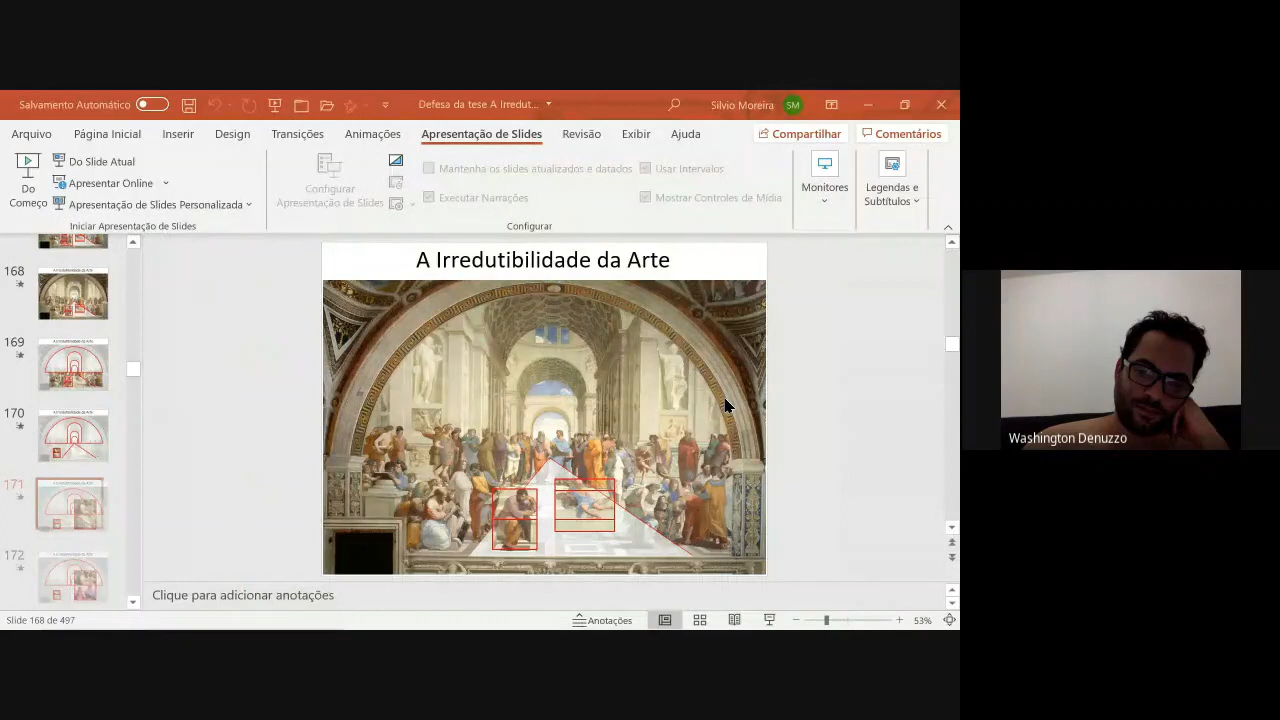 Salvamento Automático
Defesa da tese A Irredut...
Silvio Moreira
SM
Arquivo
Página Inicial
Inserir
Design
Transições
Animações
Apresentação de Slides
Revisão
Exibir
Ajuda
Compartilhar
Comentários
Do Começo
Do Slide Atual
Apresentar Online
Apresentação de Slides Personalizada
Iniciar Apresentação de Slides
Configurar
Apresentação de Slides
Mantenha os slides atualizados e datados
Executar Narrações
Usar Intervalos
Mostrar Controles de Mídia
Configurar
Monitores
Legendas e
Subtítulos
168
169
170
171
172
A Irredutibilidade da Arte
Clique para adicionar anotações
Slide 168 de 497
Anotações
53%
Washington Denuzzo